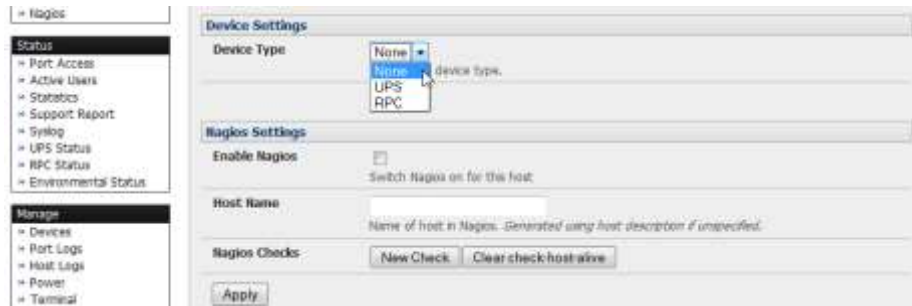 » Nagios
Status
» Port Access
» Active Users
» Statistics
» Support Report
» Syslog
» UPS Status
» RPC Status
» Environmental Status
Manage
» Devices
» Port Logs
» Host Logs
» Power
» Terminal
Device Settings
Device Type
None
None
device type.
UPS
RPC
Nagios Settings
Enable Nagios
Switch Nagios on for this host
Host Name
Name of host in Nagios. Generated using host description if unspecified.
Nagios Checks
New Check
Clear check-host-alive
Apply